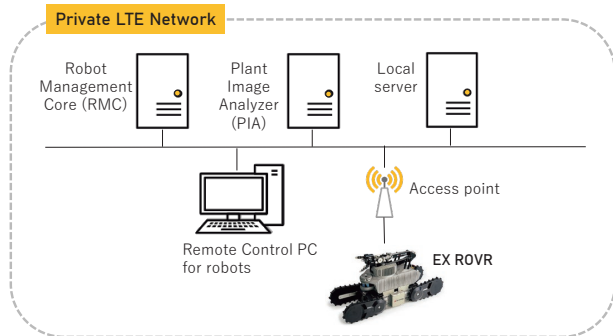 Private LTE Network
Robot
Management
Core (RMC)
Plant
Image
Analyzer
(PIA)
Local
server
Access point
Remote Control PC
for robots
EX ROVR